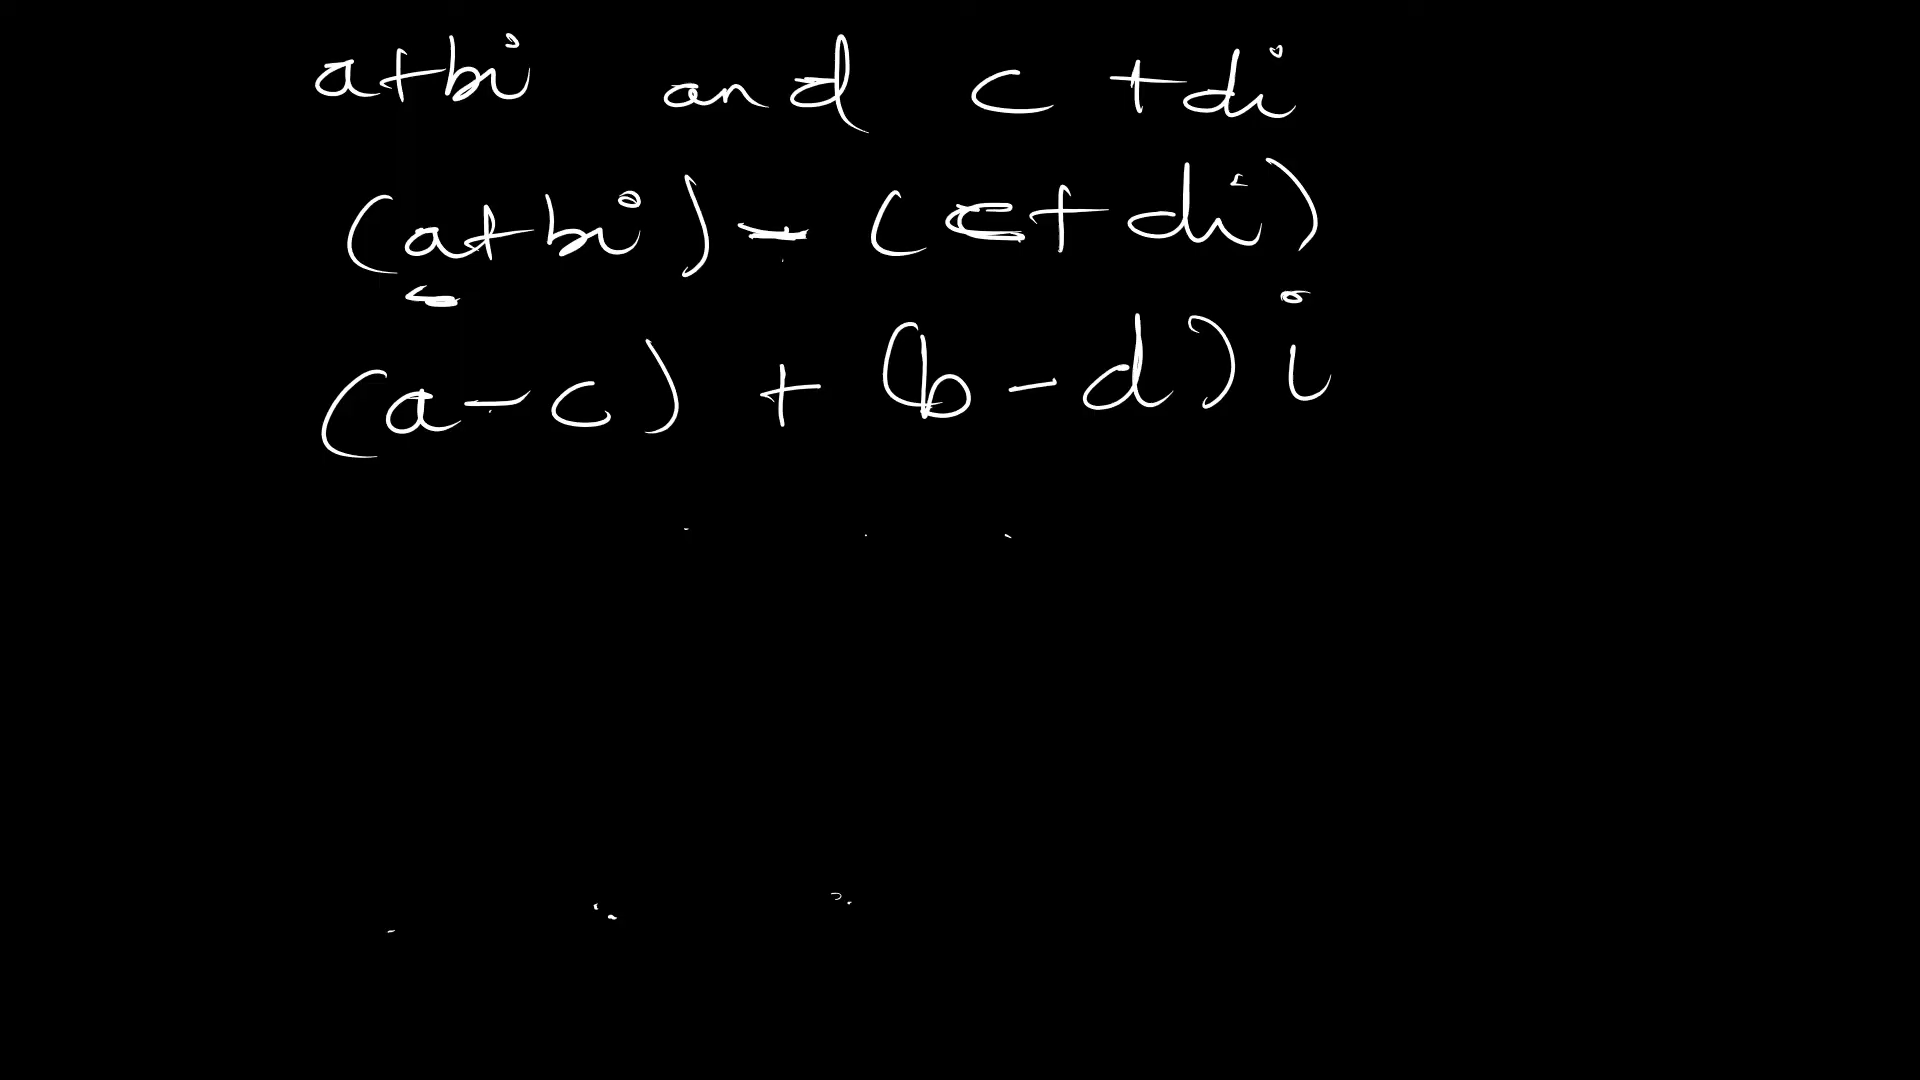 a+bi and c +di
(a+bi) - (c+di)
(a-c) + (b-d) i